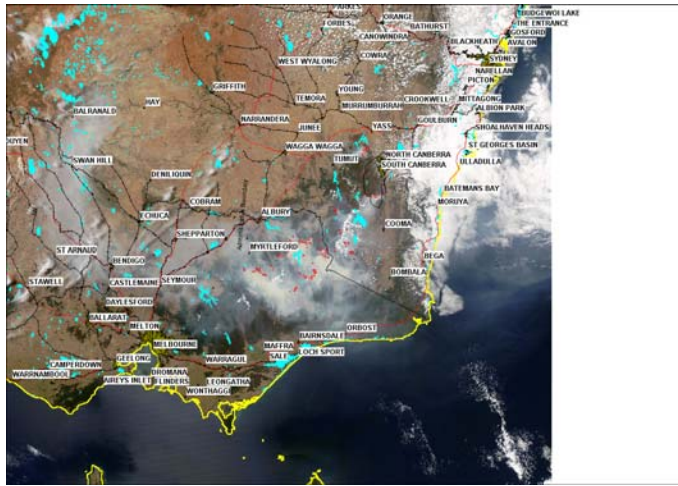 PARKES
ORANGE
BUDGEWOI LAKE
FORBES
BATHURST
THE ENTRANCE
CANOWINDRA
GOSFORD
BLACKHEATH
AVALON
COWRA
WEST WYALONG
SYDNEY
NARELLAN
PICTON
GRIFFITH
YOUNG
HAY
TEMORA
CROOKWELL
MITTAGONG
BALRANALD
MURRUMBURRAH
ALBION PARK
NARRANDERA
GOULBURN
JUNEE
YASS
SHOALHAVEN HEADS
OUYEN
WAGGA WAGGA
ST GEORGES BASIN
NORTH CANBERRA
SWAN HILL
TUMUT
ULLADULLA
SOUTH CANBERRA
DENILIQUIN
BATEMANS BAY
COBRAM
MORUYA
ECHUCA
ALBURY
COOMA
SHEPPARTON
ST ARNAUD
MYRTLEFORD
BENDIGO
BEGA
STAWELL
CASTLEMAINE
SEYMOUR
BOMBALA
DAYLESFORD
BALLARAT
MELTON
ORBOST
BAIRNSDALE
MELBOURNE
MAFFRA
GEELONG
WARRAGUL
SALE
LOCH SPORT
CAMPERDOWN
WARRNAMBOOL
DROMANA
AIREYS INLET
FLINDERS
LEONGATHA
WONTHAGGI